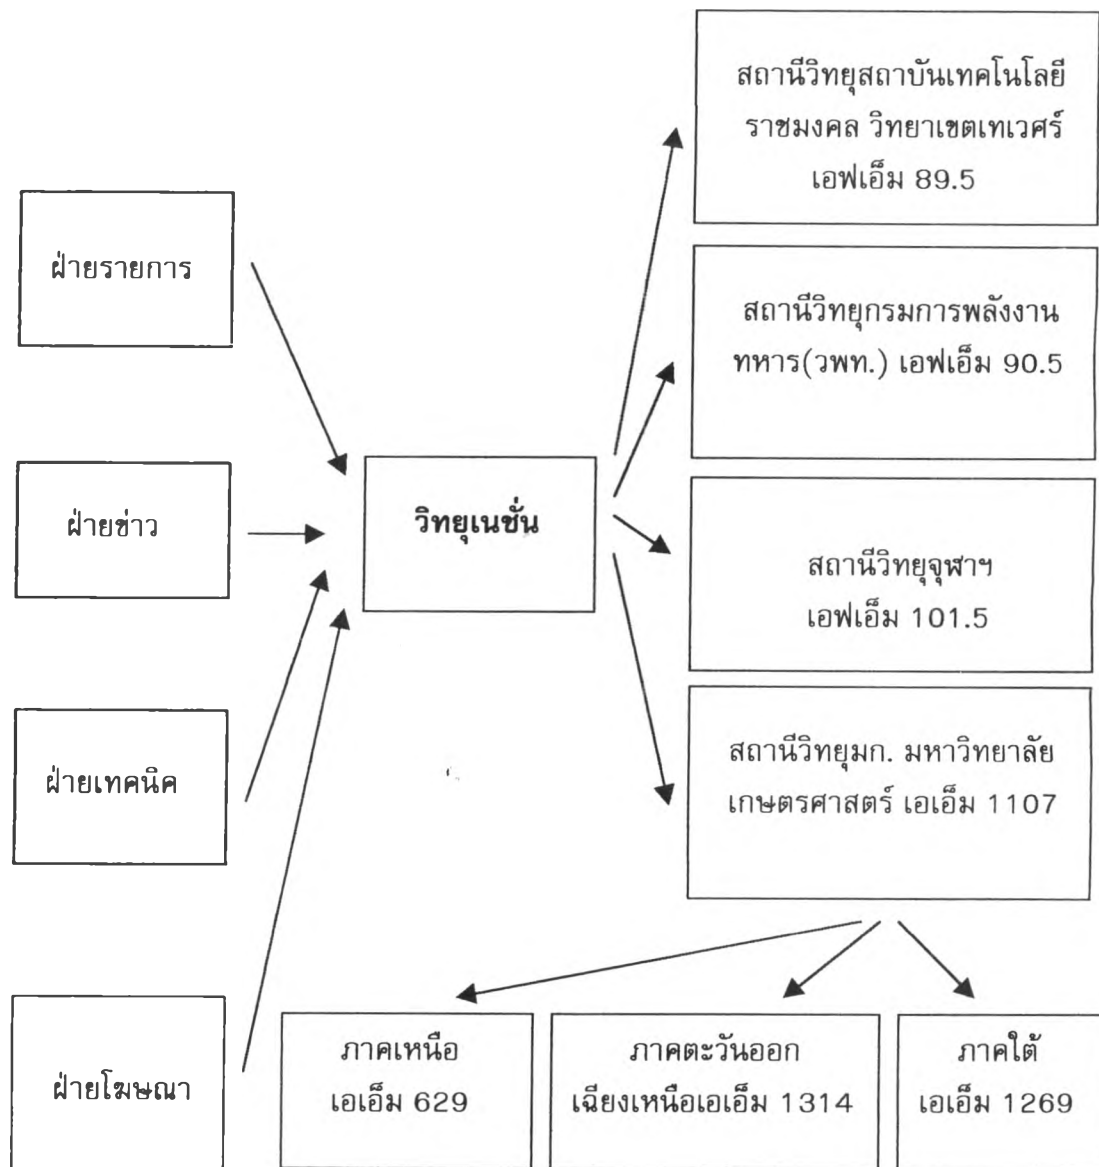 สถานีวิทยุสถาบันเทคโนโลยี
ราชมงคล วิทยาเขตเทเวศร์
เอฟเอ็ม 89.5
ฝ่ายรายการ
สถานีวิทยุกรมการพลังงาน
ทหาร(วพท.) เอฟเอ็ม 90.5
ฝ่ายข่าว
วิทยุเนชั่น
สถานีวิทยุจุฬาฯ
เอฟเอ็ม 101.5
ฝ่ายเทคนิค
สถานีวิทยุมก. มหาวิทยาลัย
เกษตรศาสตร์ เอเอ็ม 1107
ฝ่ายโฆษณา
ภาคเหนือ
เอเอ็ม 629
ภาคตะวันออก
เฉียงเหนือเอเอ็ม 1314
ภาคใต้
เอเอ็ม 1269